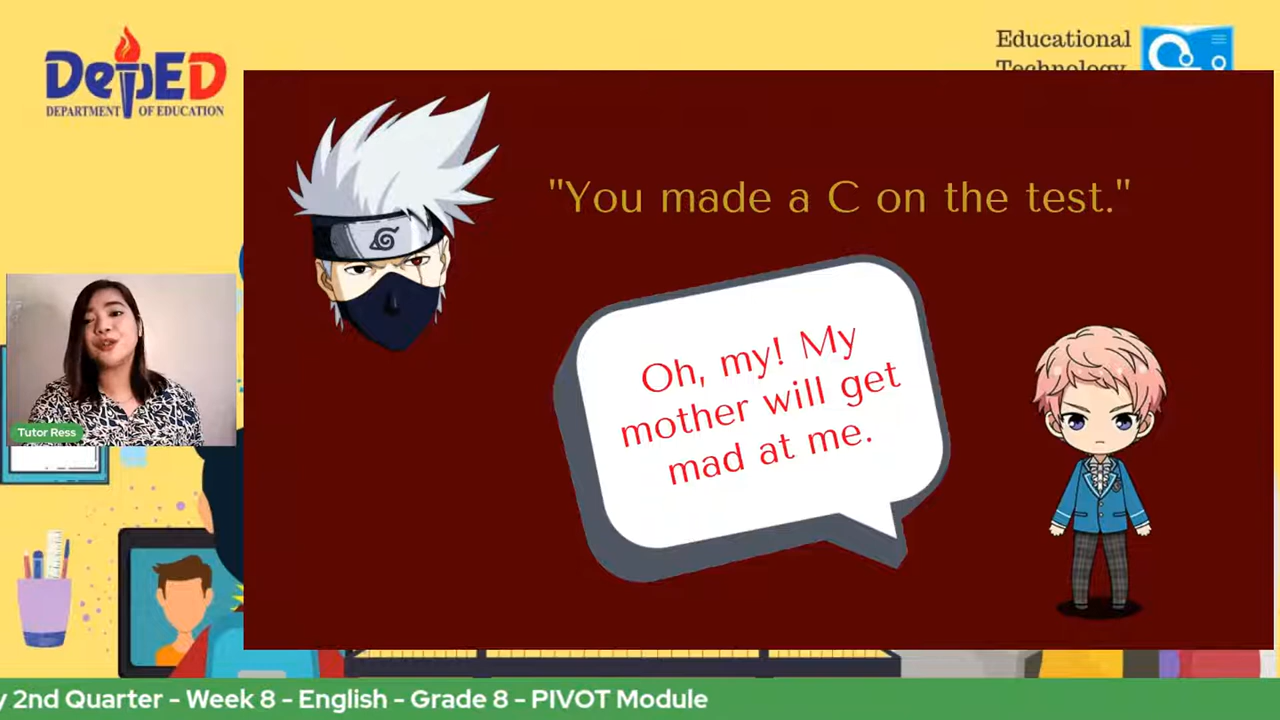 DepED
DEPARTMENT OF EDUCATION
Educational
Technology
"You made a C on the test."
Oh, my! My
mother will get
mad at me.
Tutor Ress
y 2nd Quarter - Week 8 - English - Grade 8 - PIVOT Module